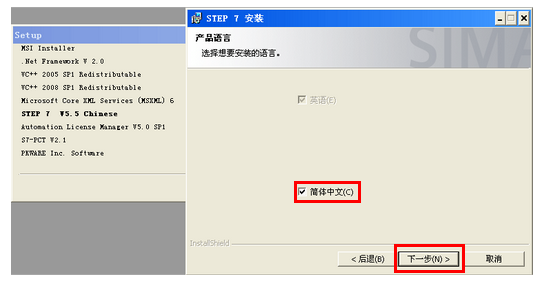 Setup
MSI Installer
.Net Framework V 2.0
VC++ 2005 SP1 Redistributable
VC++ 2008 SP1 Redistributable
Microsoft Core XML Services (MSXML) 6
STEP 7 V5.5 Chinese
Automation License Manager V5.0 SP1
S7-PCT V2.1
PKWARE Inc. Software
STEP 7 安装
产品语言
选择想要安装的语言。
SIMA
英语(E)
简体中文(C)
InstallShield
< 后退(B)
下一步(N) >
取消